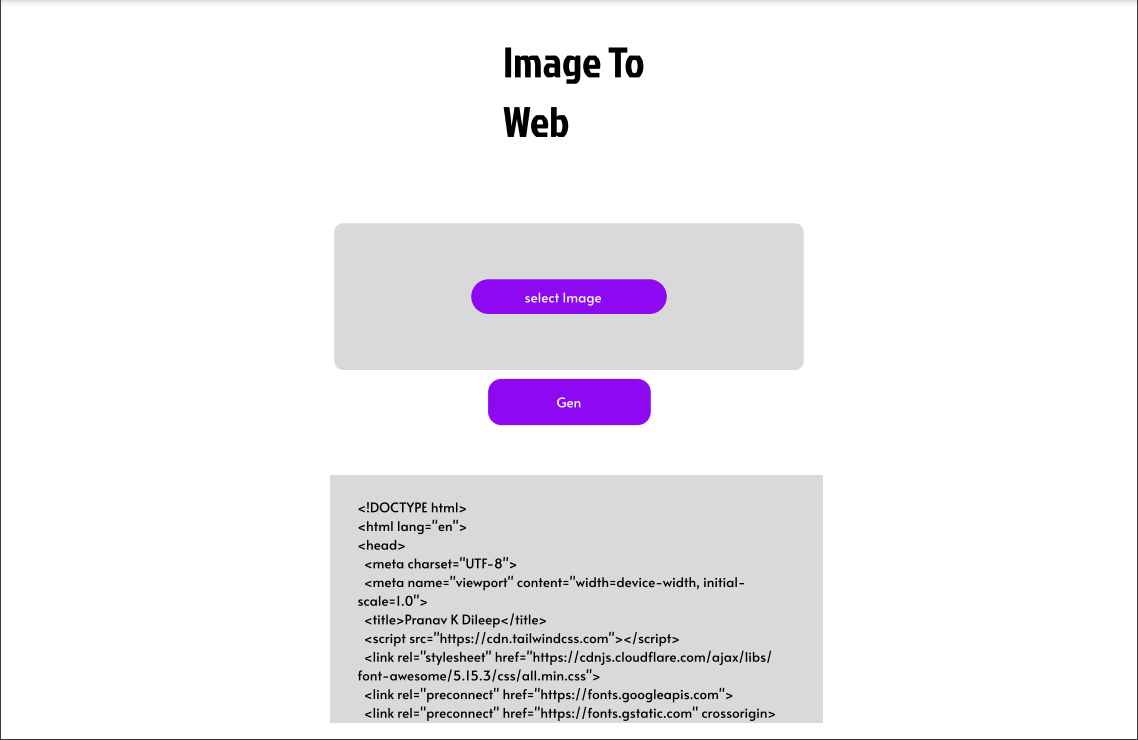 Image To
Web
select Image
Gen
<!DOCTYPE html>
<html lang="en">
<head>
<meta charset="UTF-8">
<meta name="viewport" content="width=device-width, initial-
scale=1.0">
<title>Pranav K Dileep</title>
<script src="https://cdn.tailwindcss.com"></script>
<link rel="stylesheet" href="https://cdnjs.cloudflare.com/ajax/libs/
font-awesome/5.15.3/css/all.min.css">
<link rel="preconnect" href="https://fonts.googleapis.com">
<link rel="preconnect" href="https://fonts.gstatic.com" crossorigin>